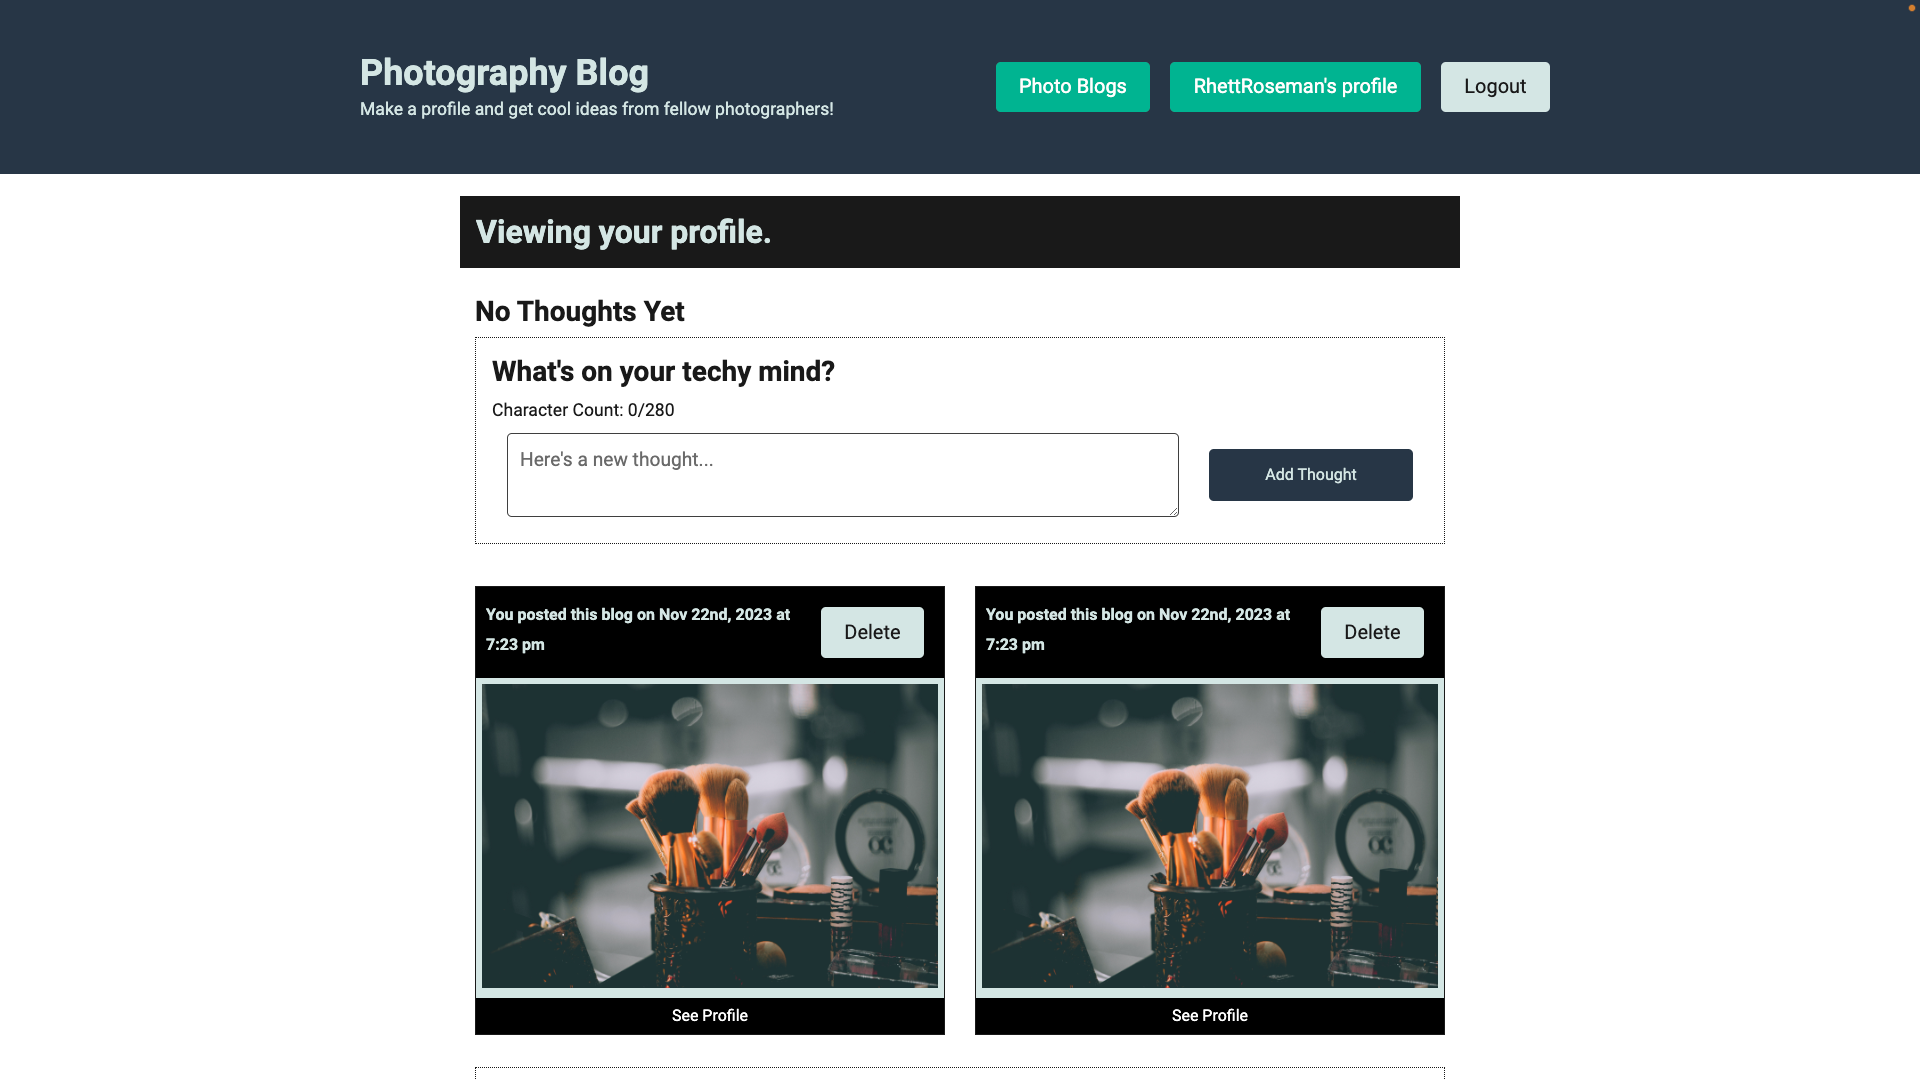 Photography Blog
Make a profile and get cool ideas from fellow photographers!
Photo Blogs
RhettRoseman's profile
Logout
Viewing your profile.
No Thoughts Yet
What's on your techy mind?
Character Count: 0/280
Here's a new thought...
Add Thought
You posted this blog on Nov 22nd, 2023 at
7:23 pm
Delete
See Profile
You posted this blog on Nov 22nd, 2023 at
7:23 pm
Delete
See Profile